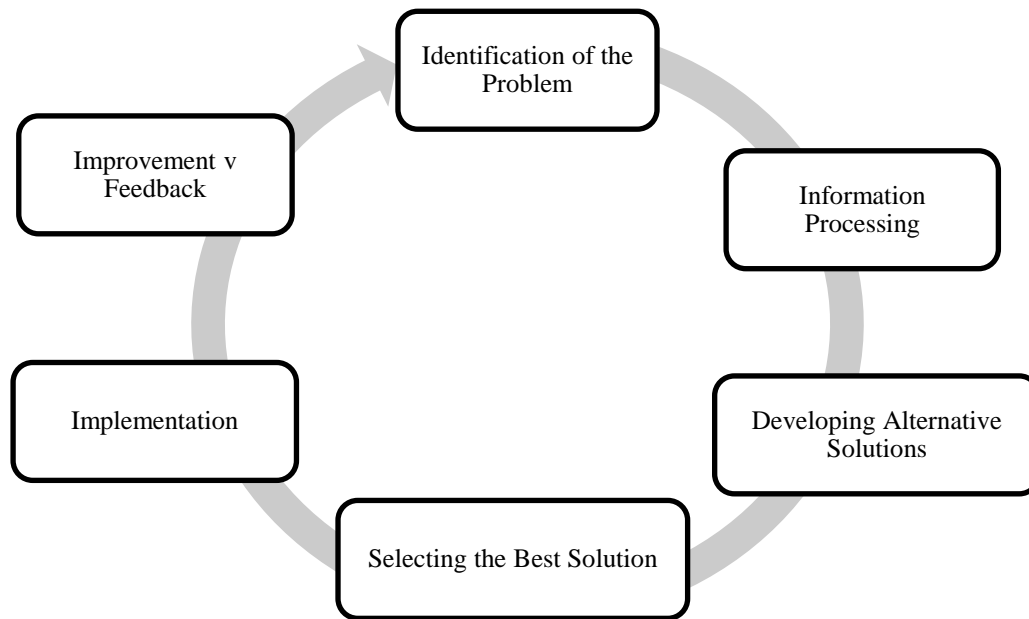 Identification of the
Problem
Information
Processing
Developing Alternative
Solutions
Selecting the Best Solution
Implementation
Improvement v
Feedback